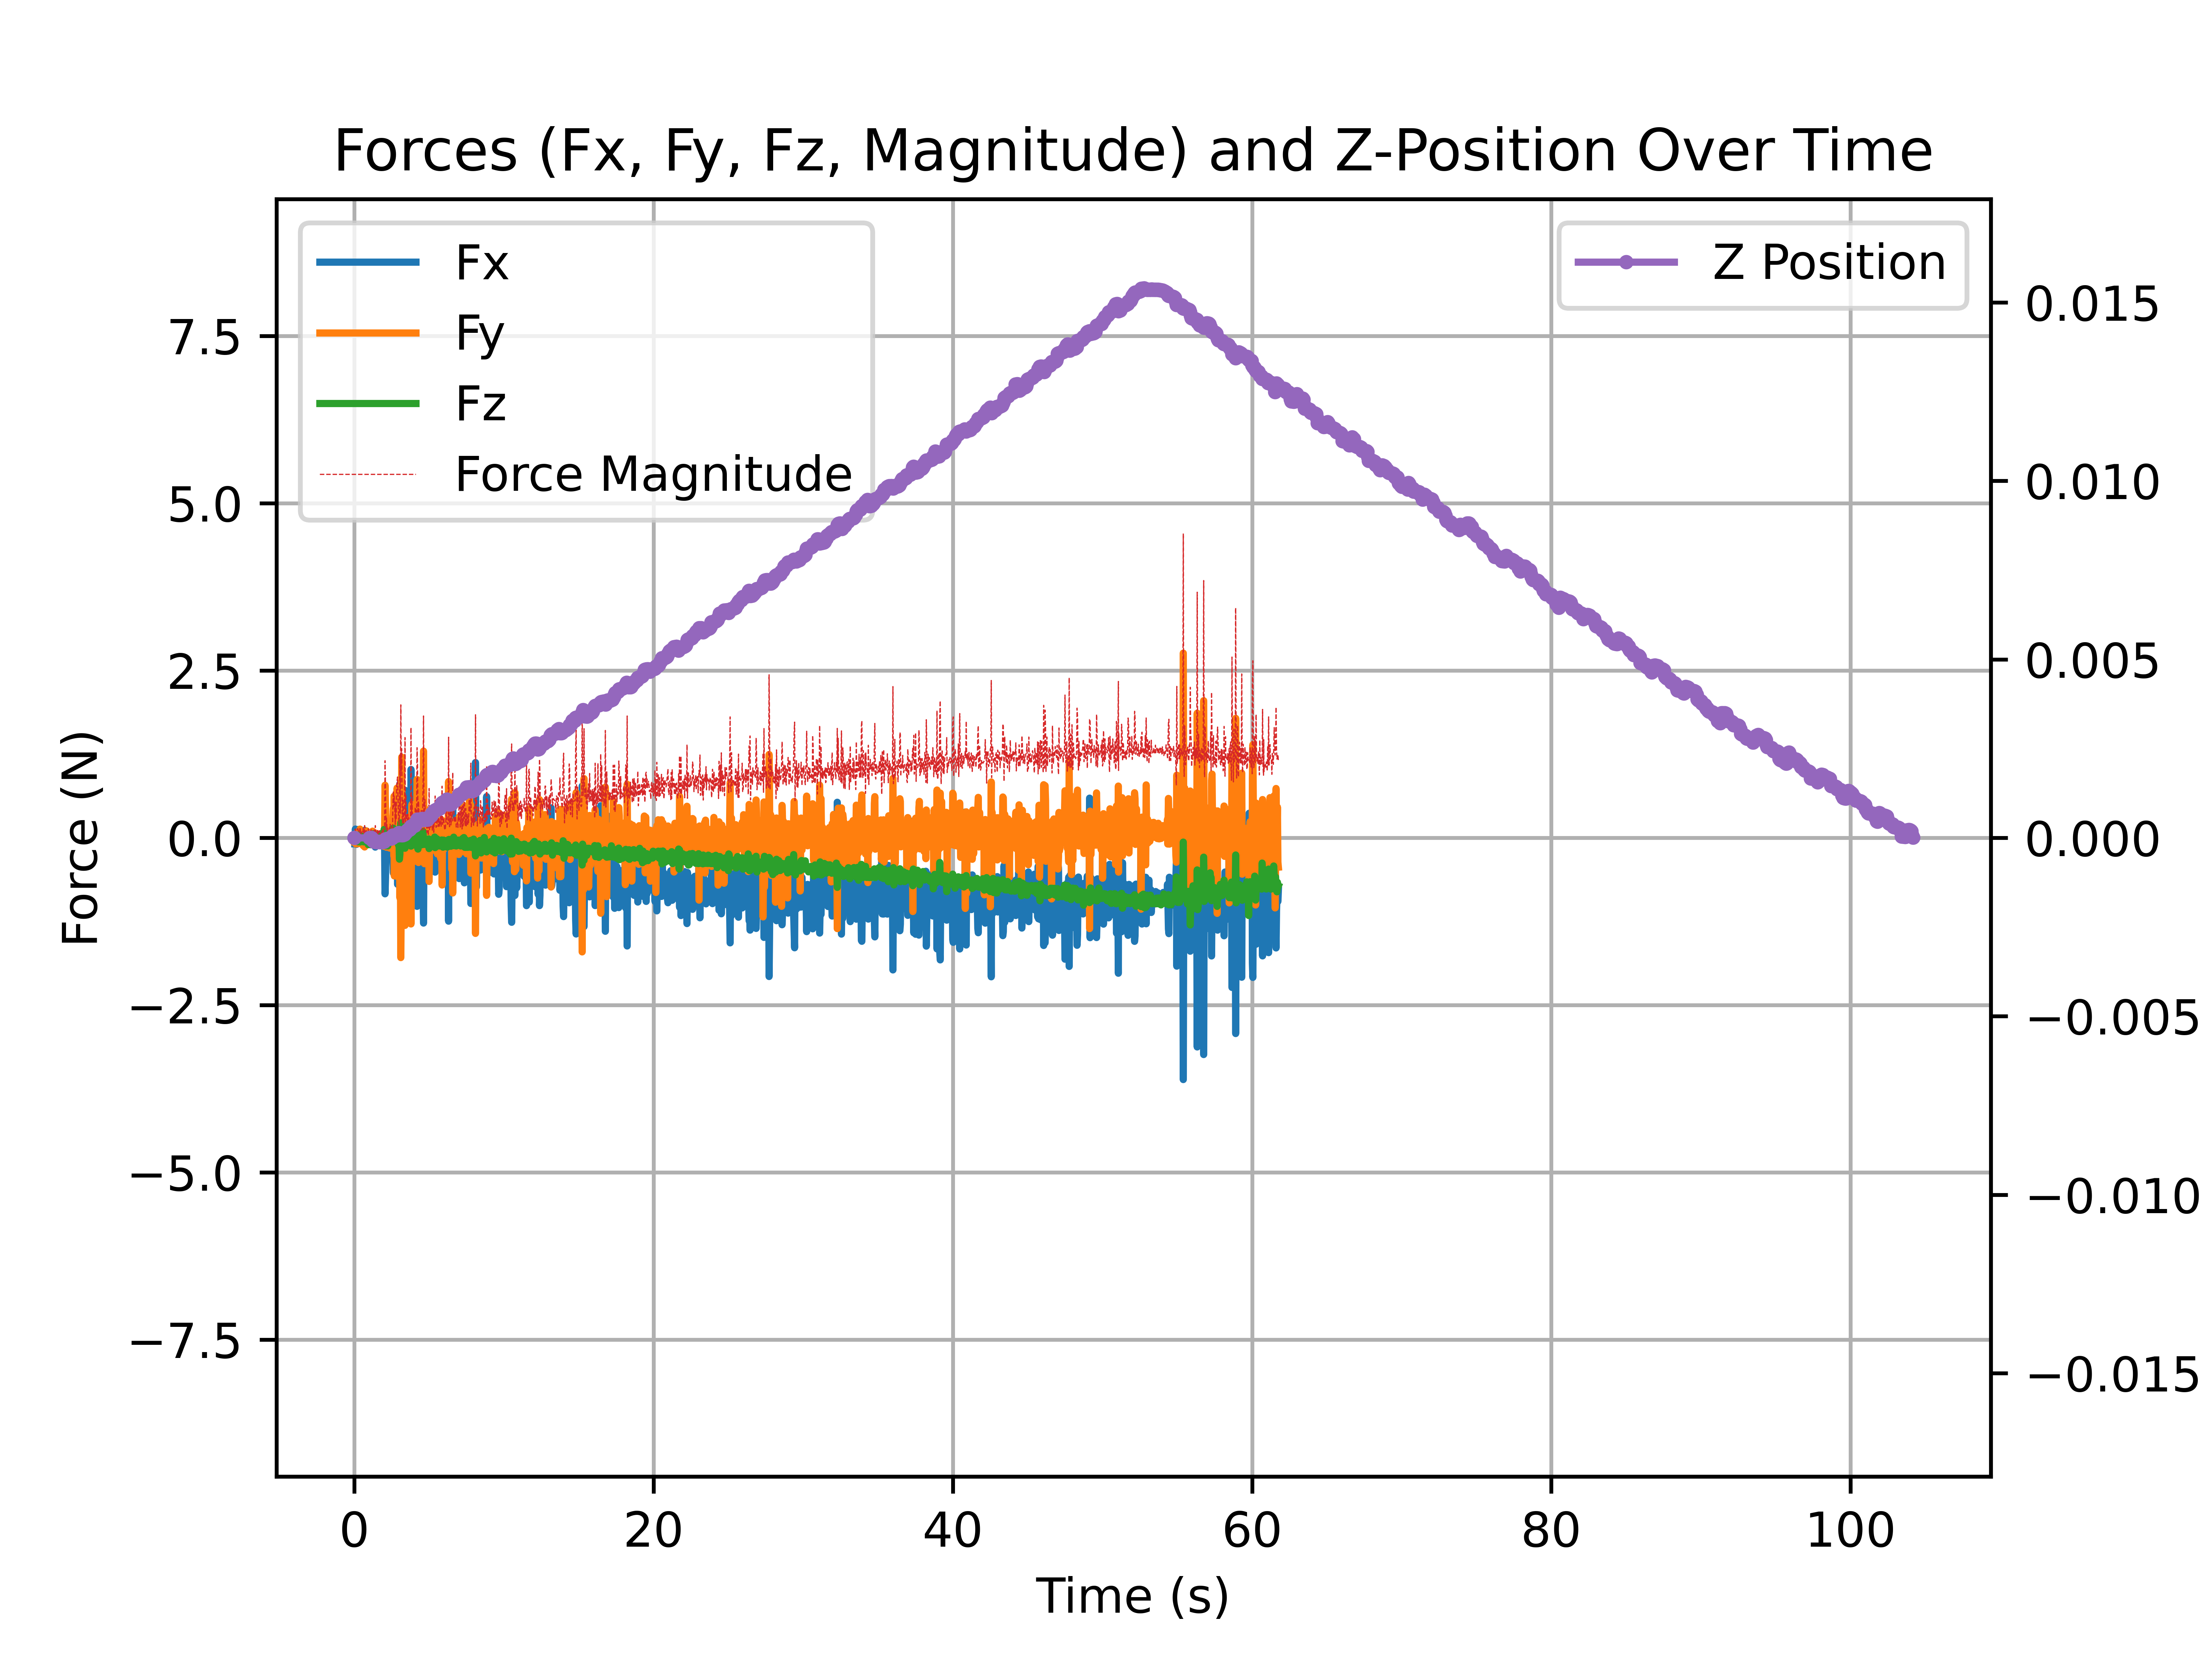 Forces (Fx, Fy, Fz, Magnitude) and Z-Position Over Time
Fx
Fy
Fz
Force Magnitude
Z Position
Force (N)
7.5
5.0
2.5
0.0
−2.5
−5.0
−7.5
0.015
0.010
0.005
0.000
−0.005
−0.010
−0.015
0 20 40 60 80 100
Time (s)